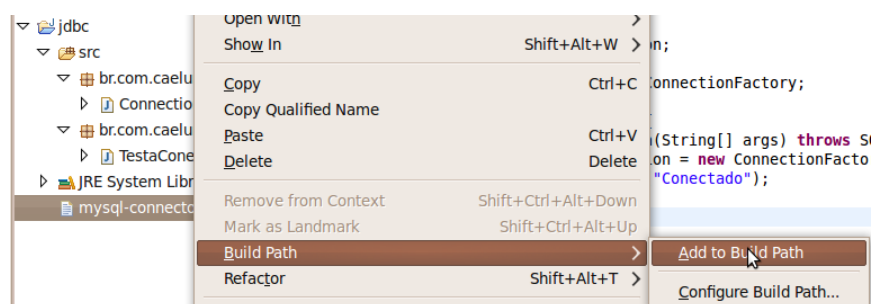 jdbc
src
br.com.caelu
Connectio
br.com.caelu
TestaCone
JRE System Libr
mysql-connecto
Open With
Show In Shift+Alt+W
Copy Ctrl+C
Copy Qualified Name
Paste Ctrl+V
Delete Delete
Remove from Context Shift+Ctrl+Alt+Down
Mark as Landmark Shift+Ctrl+Alt+Up
Build Path
Refactor Shift+Alt+T
on;
onnectionFactory;
(String[] args) throws S
on = new ConnectionFacto
"Conectado");
Add to Build Path
Configure Build Path...